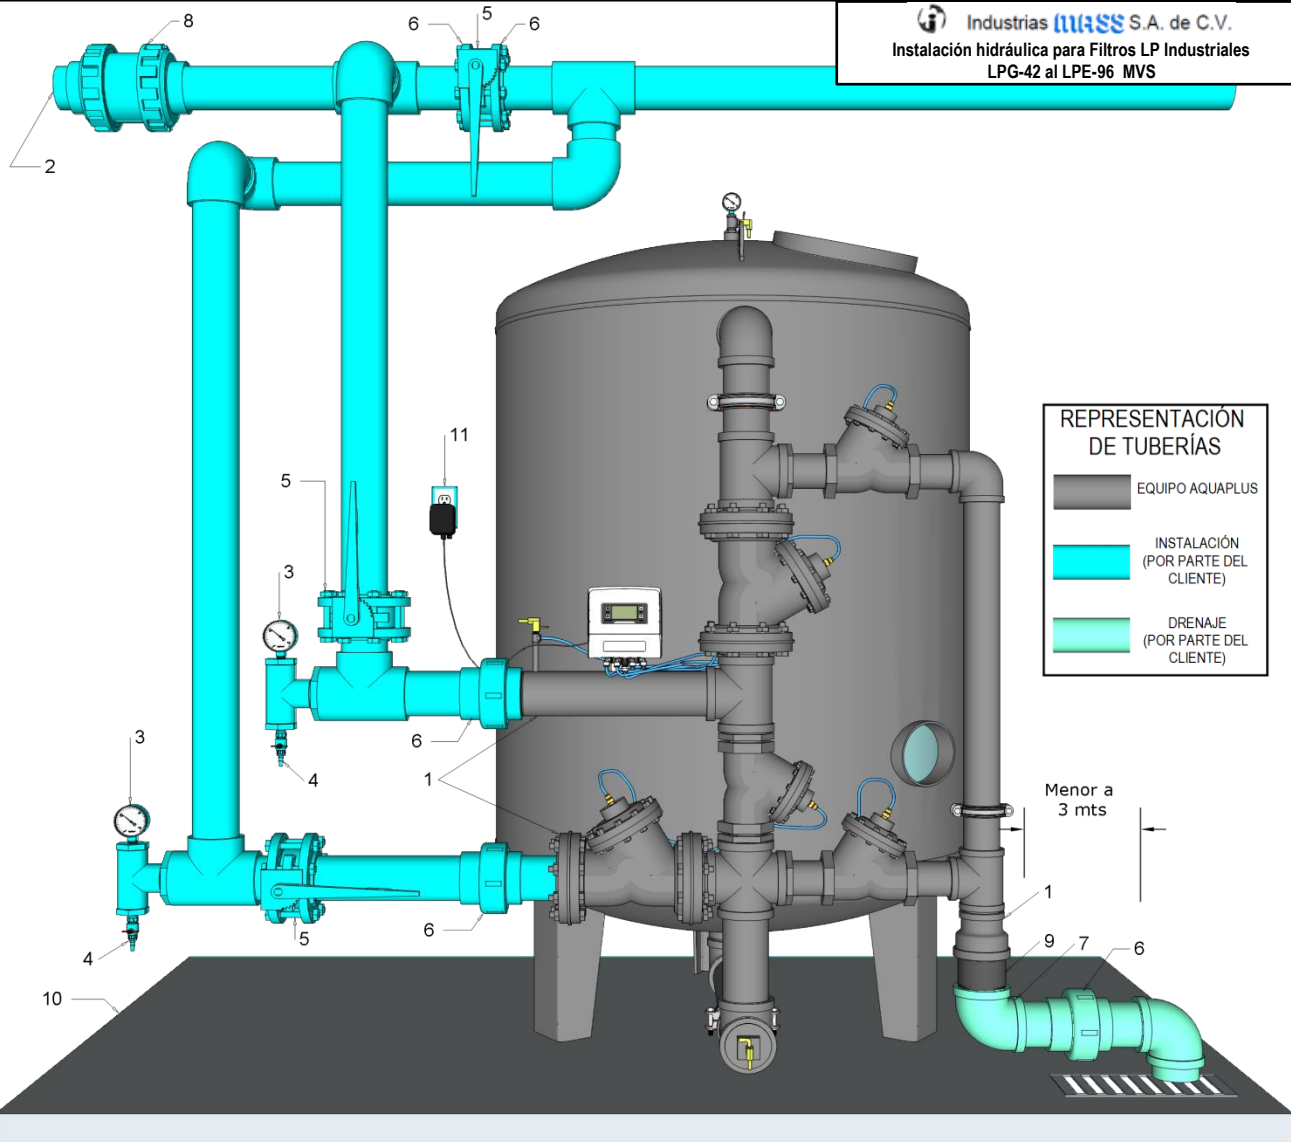 Industrias MASS S.A. de C.V.
Instalación hidráulica para Filtros LP Industriales
LPG-42 al LPE-96 MVS
8
6
5
6
2
11
5
3
REPRESENTACIÓN
DE TUBERÍAS
EQUIPO AQUAPLUS
INSTALACIÓN
(POR PARTE DEL
CLIENTE)
DRENAJE
(POR PARTE DEL
CLIENTE)
3
6
4
1
Menor a
3 mts
1
6
5
4
9
7
6
10